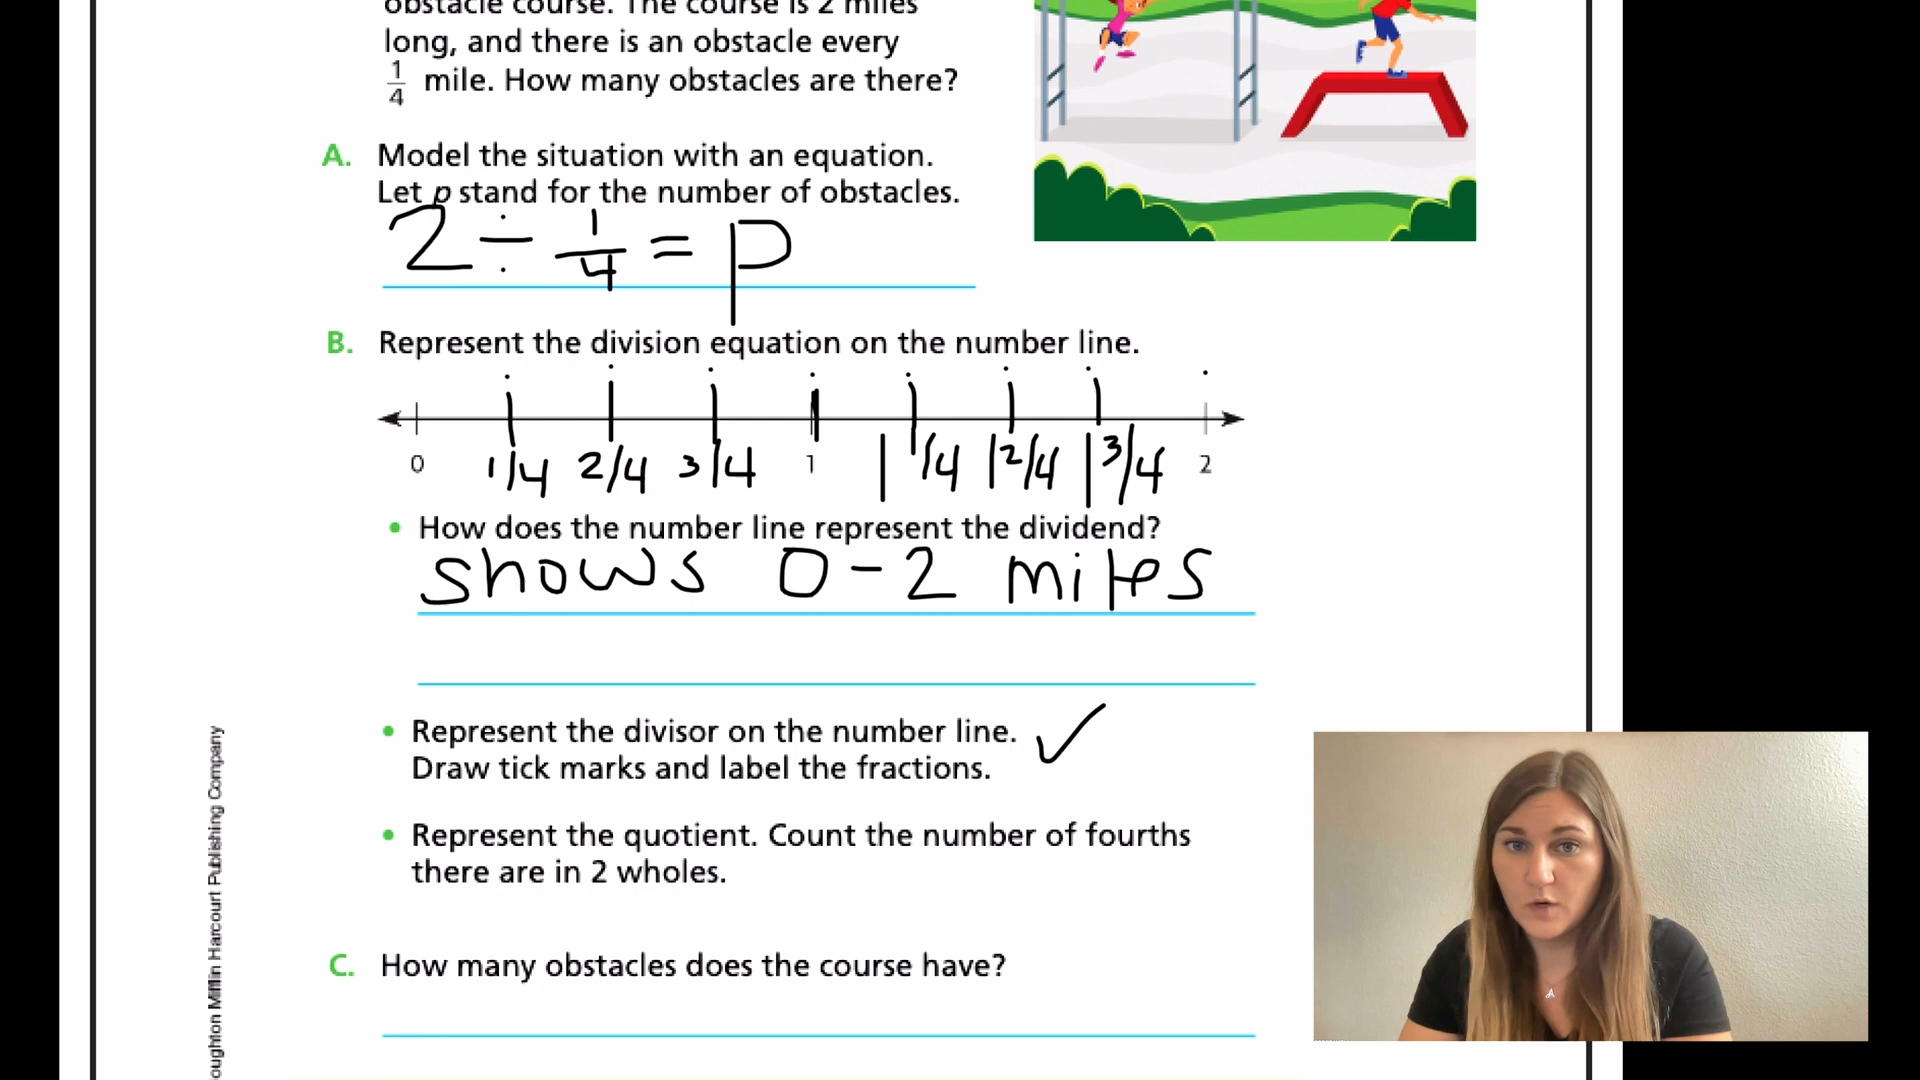 obstacle course. The course is 2 miles
long, and there is an obstacle every
1/4 mile. How many obstacles are there?
A. Model the situation with an equation.
Let p stand for the number of obstacles.
2 ÷ 1/4 = p
B. Represent the division equation on the number line.
0 1/4 2/4 3/4 1 1 1/4 1 2/4 1 3/4 2
• How does the number line represent the dividend?
shows 0-2 miles
• Represent the divisor on the number line. ✓
Draw tick marks and label the fractions.
• Represent the quotient. Count the number of fourths
there are in 2 wholes.
C. How many obstacles does the course have?
oughton Mifflin Harcourt Publishing Company